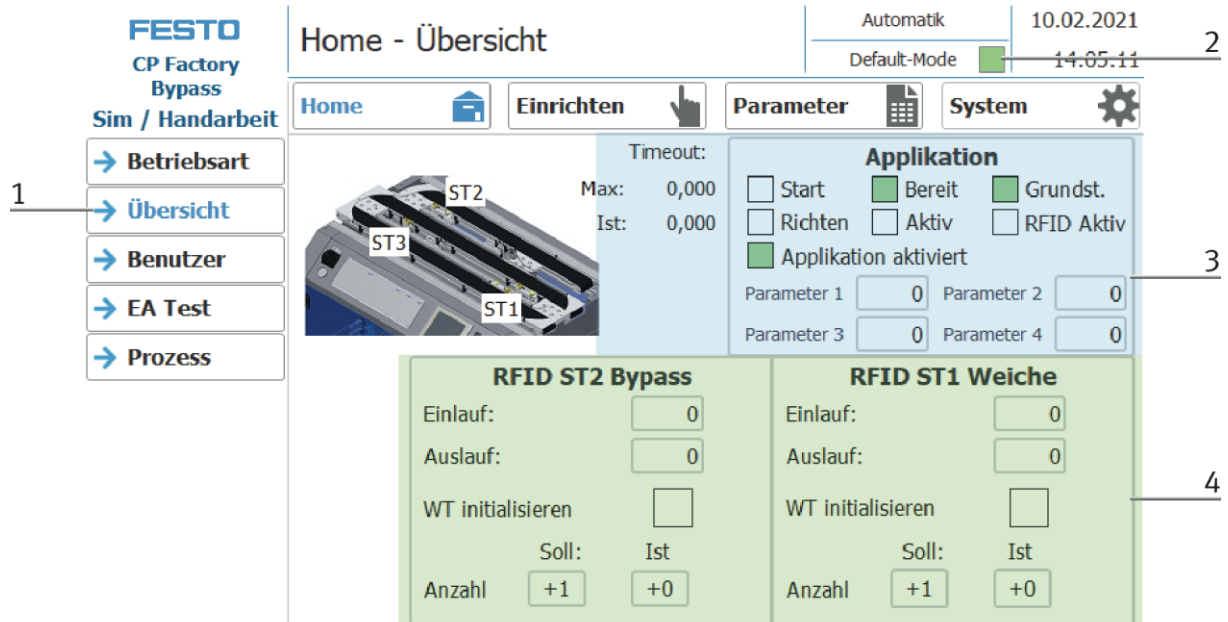 FESTO
CP Factory
Bypass
Sim / Handarbeit
Home - Übersicht
Automatik
10.02.2021
Default-Mode
14:05:11
2
Home
Einrichten
Parameter
System
Betriebsart
1
Übersicht
Benutzer
EA Test
Prozess
ST2
ST3
ST1
Timeout:
Max: 0,000
Ist: 0,000
Applikation
Start Bereit Grundst.
Richten Aktiv RFID Aktiv
Applikation aktiviert
3
Parameter 1 0 Parameter 2 0
Parameter 3 0 Parameter 4 0
RFID ST2 Bypass
Einlauf: 0
Auslauf: 0
WT initialisieren
Soll: Ist
Anzahl +1 +0
RFID ST1 Weiche
Einlauf: 0
Auslauf: 0
WT initialisieren
4
Soll: Ist
Anzahl +1 +0